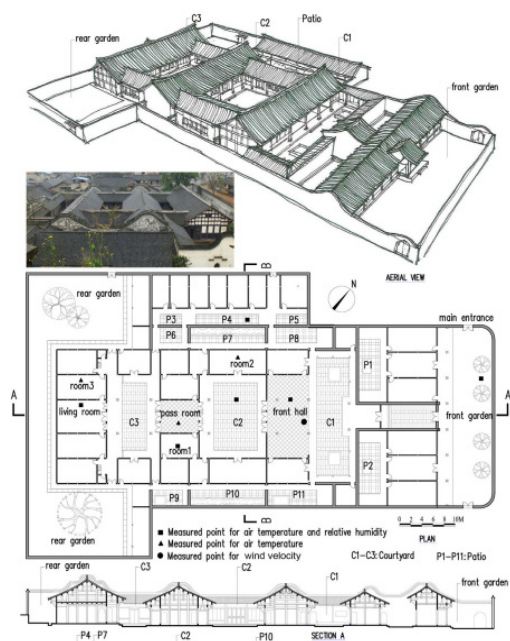 C3
C2
Patio
rear garden
C1
front garden
AERIAL VIEW
B
N
rear garden
main entrance
P3 P4 P5
P6 P7 P8
P1
room2
room3
A
A
living room
pass room
front hall
front garden
C3
C2
C1
room1
P2
P9 P10 P11
0 2 4 6 8 10M
PLAN
■ Measured point for air temperature and relative humidity
▲ Measured point for air temperature
● Measured point for wind velocity
B
rear garden
C1-C3:Courtyard P1-P11:Patio
rear garden
C3
C2
C1
front garden
P4 P7
C2
P10
SECTION A